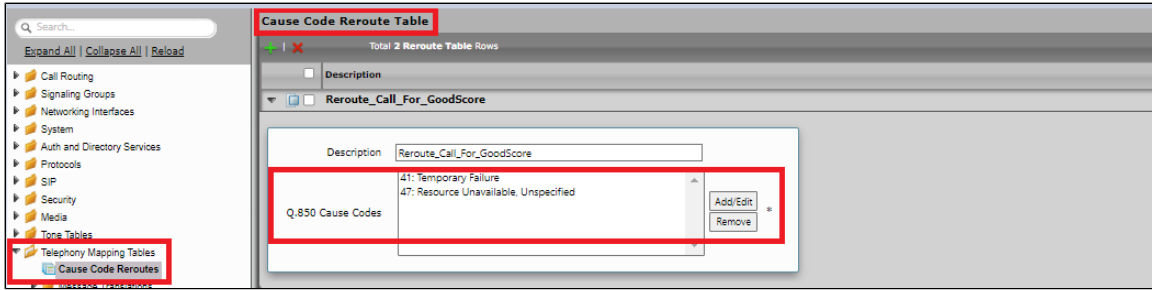 Search...
Expand All | Collapse All | Reload
Call Routing
Signaling Groups
Networking Interfaces
System
Auth and Directory Services
Protocols
SIP
Security
Media
Tone Tables
Telephony Mapping Tables
Cause Code Reroutes
Message Translations
Cause Code Reroute Table
Total 2 Reroute Table Rows
Description
Reroute_Call_For_GoodScore
Description Reroute_Call_For_GoodScore
Q.850 Cause Codes
41: Temporary Failure
47: Resource Unavailable, Unspecified
Add/Edit
Remove
*